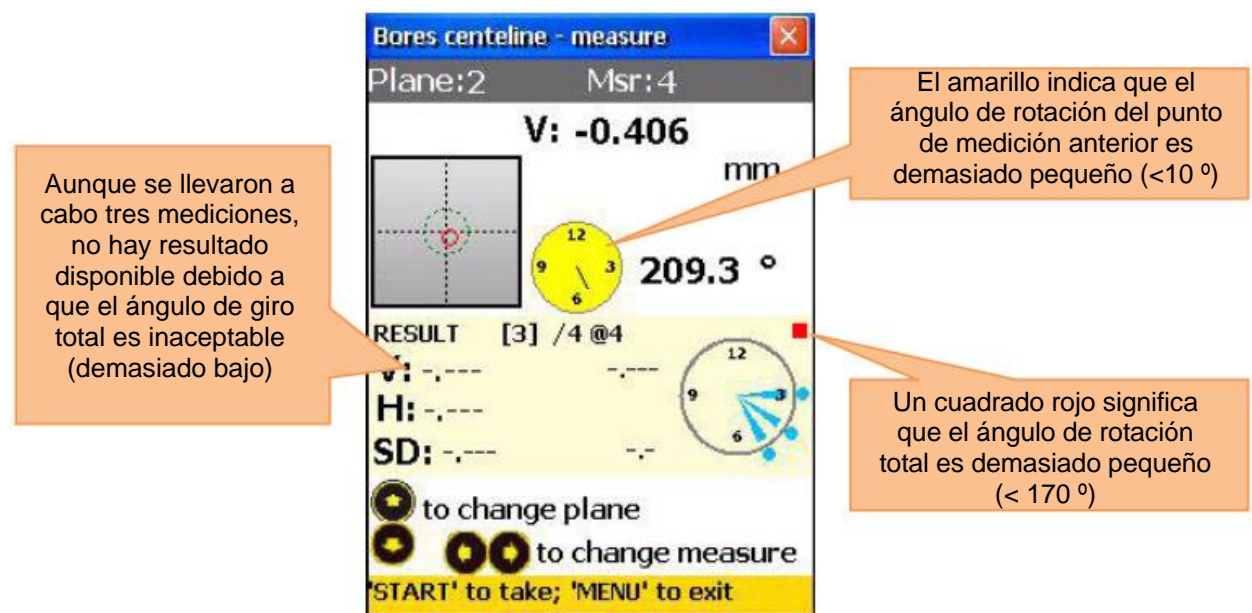 Bores centeline - measure
Plane:2 Msr:4
V: -0.406
mm
12
9 3
6
209.3 º
RESULT [3] /4 @4
V: -.--- -.---
H: -.---
SD: -.--- -.-
12
9 3
6
to change plane
to change measure
'START' to take; 'MENU' to exit
Aunque se llevaron a
cabo tres mediciones,
no hay resultado
disponible debido a
que el ángulo de giro
total es inaceptable
(demasiado bajo)
El amarillo indica que el
ángulo de rotación del punto
de medición anterior es
demasiado pequeño (<10 º)
Un cuadrado rojo significa
que el ángulo de rotación
total es demasiado pequeño
(< 170 º)